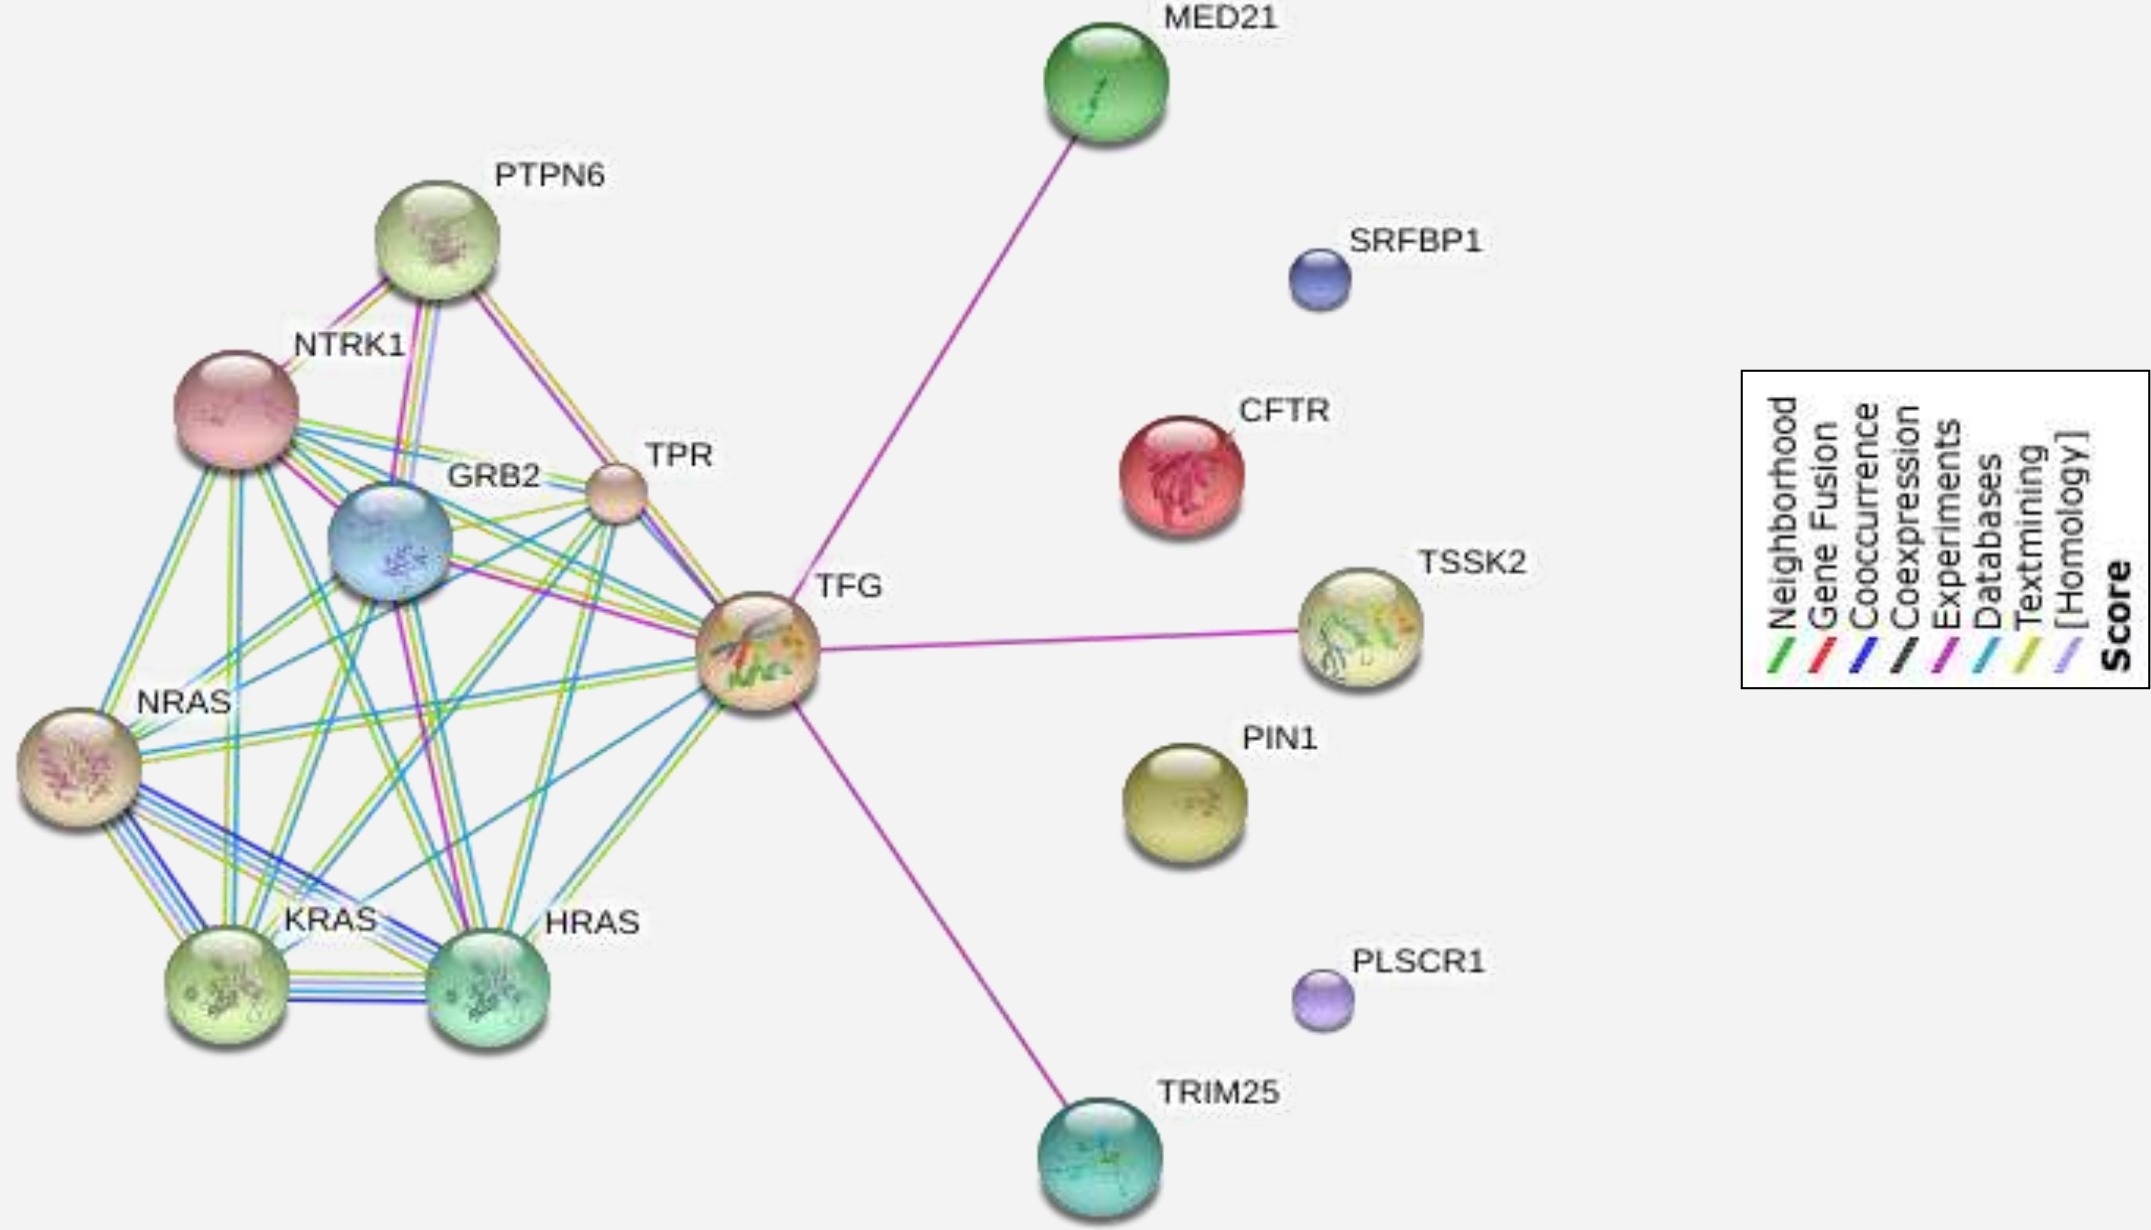 MED21
PTPN6
SRFBP1
NTRK1
CFTR
GRB2
TPR
TSSK2
TFG
NRAS
PIN1
KRAS
HRAS
PLSCR1
TRIM25
Neighborhood
Gene Fusion
Cooccurrence
Coexpression
Experiments
Databases
Textmining
[Homology]
Score